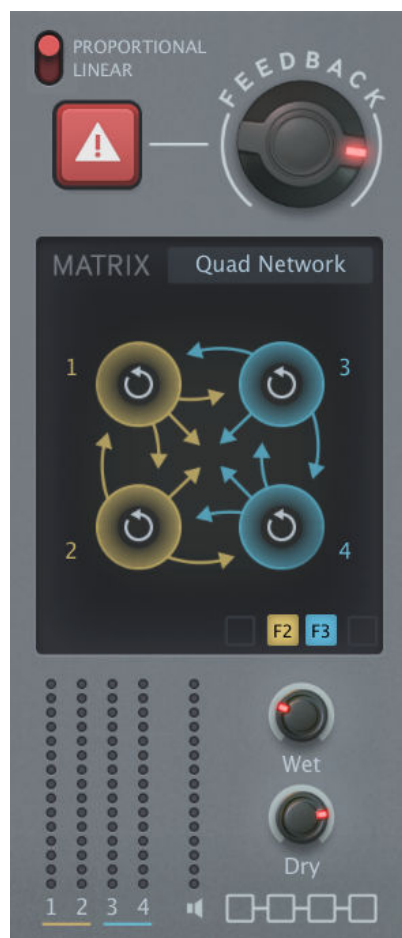 PROPORTIONAL
LINEAR
FEEDBACK
MATRIX Quad Network
1 3
2 4
F2 F3
Wet
Dry
1 2 3 4